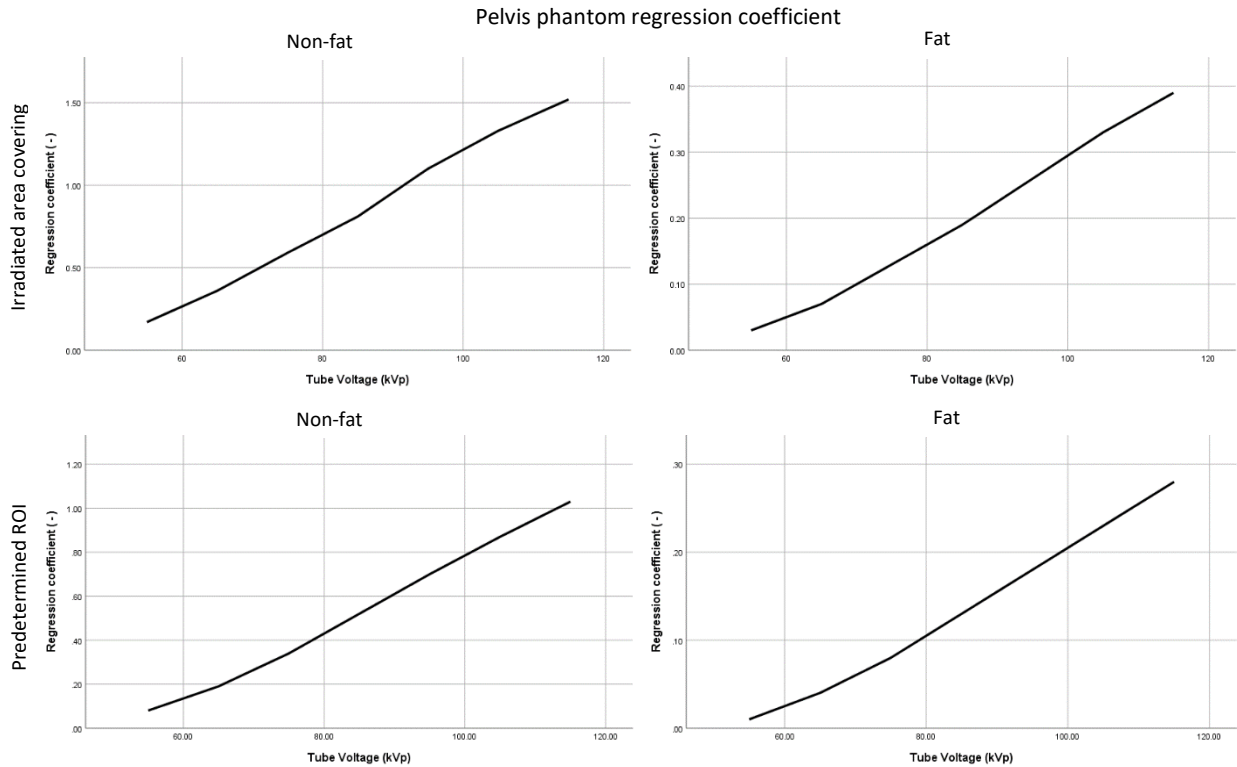 Pelvis phantom regression coefficient
Non-fat
Fat
Irradiated area covering
Regression coefficient ( - )
1.50
1.00
0.50
0.00
60
80
100
120
Tube Voltage (kVp)
Regression coefficient ( - )
0.40
0.30
0.20
0.10
0.00
60
80
100
120
Tube Voltage (kVp)
Non-fat
Fat
Predetermined ROI
Regression coefficient ( - )
1.20
1.00
.80
.60
.40
.20
.00
60.00
80.00
100.00
120.00
Tube Voltage (kVp)
Regression coefficient ( - )
.30
.20
.10
.00
60.00
80.00
100.00
120.00
Tube Voltage (kVp)